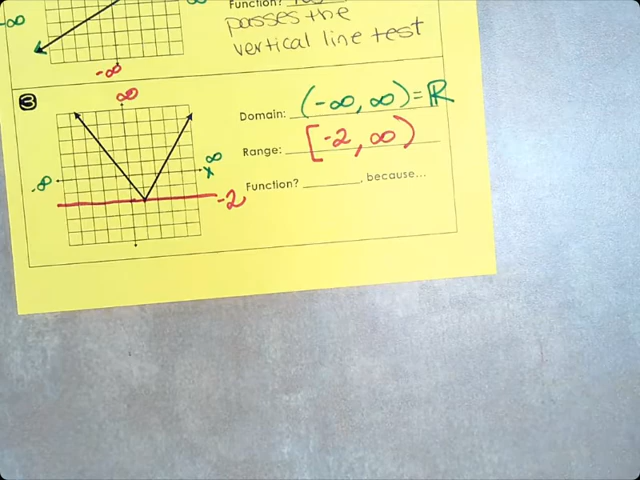 Function?
-∞
∞
passes the
vertical line test
-∞
3
∞
Domain: (-∞, ∞) = ℝ
Range: [-2, ∞)
-∞
∞
x
Function? ________, because...
-2